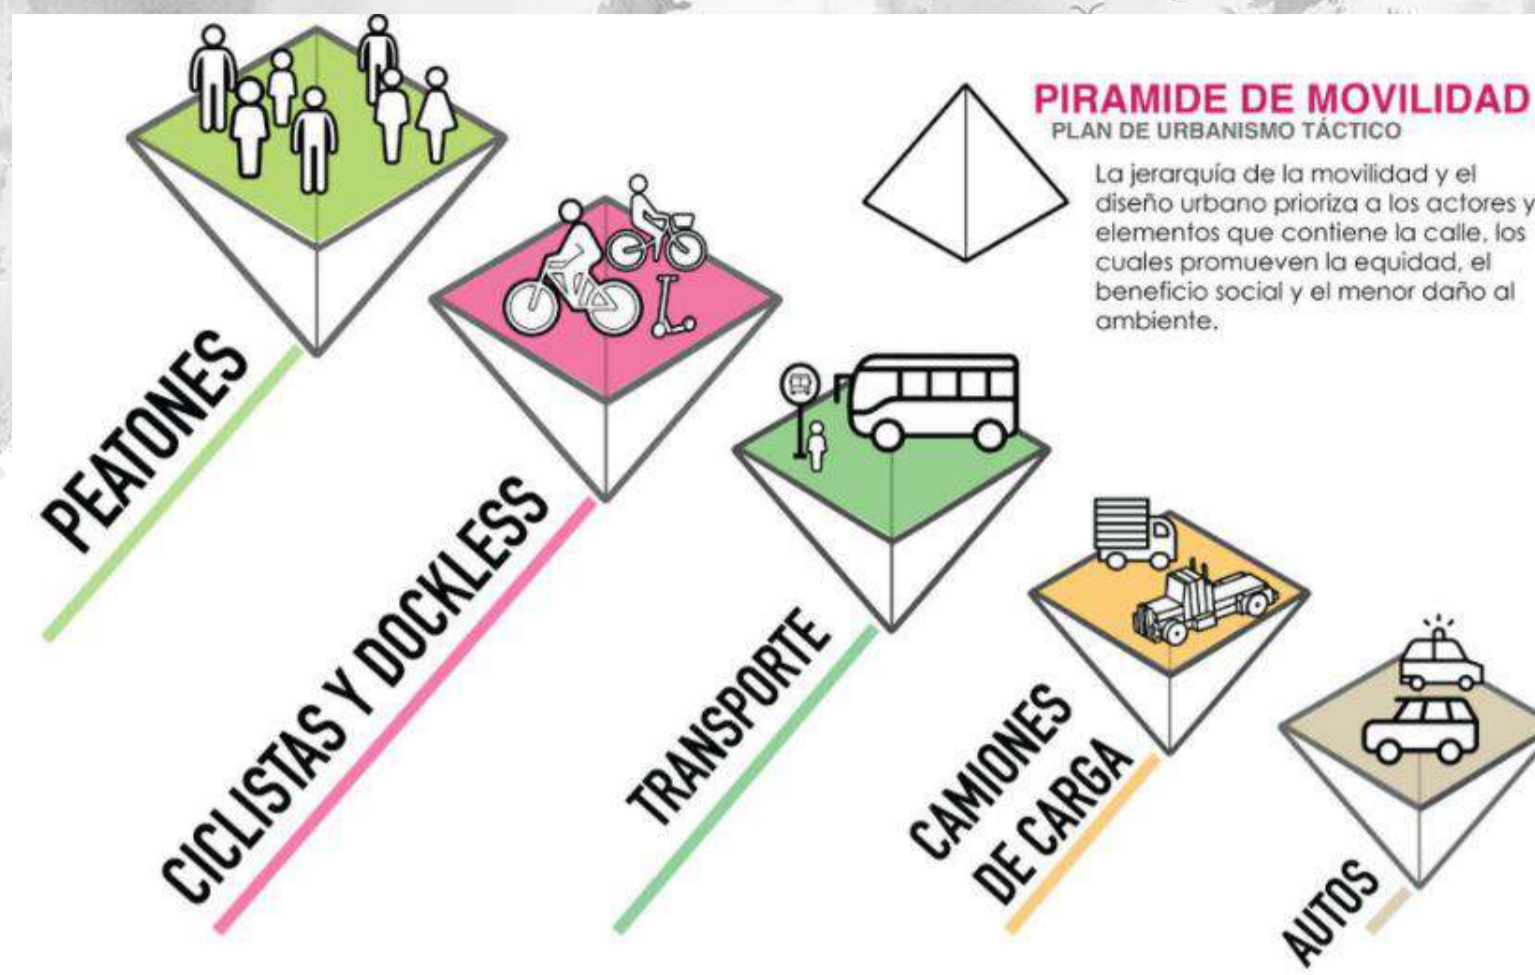 PIRAMIDE DE MOVILIDAD
PLAN DE URBANISMO TÁCTICO
La jerarquía de la movilidad y el
diseño urbano prioriza a los actores y
elementos que contiene la calle, los
cuales promueven la equidad, el
beneficio social y el menor daño al
ambiente.
PEATONES
CICLISTAS Y DOCKLESS
TRANSPORTE
CAMIONES
DE CARGA
AUTOS